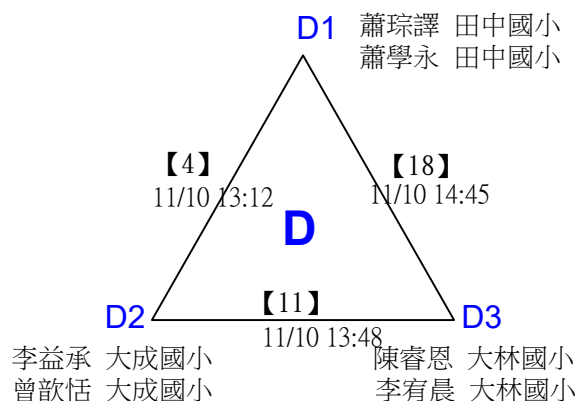 D1
蕭琮譯 田中國小
蕭學永 田中國小
【4】
11/10 13:12
【18】
11/10 14:45
D
D2
【11】
11/10 13:48
D3
李益承 大成國小
曾歆恬 大成國小
陳睿恩 大林國小
李宥晨 大林國小